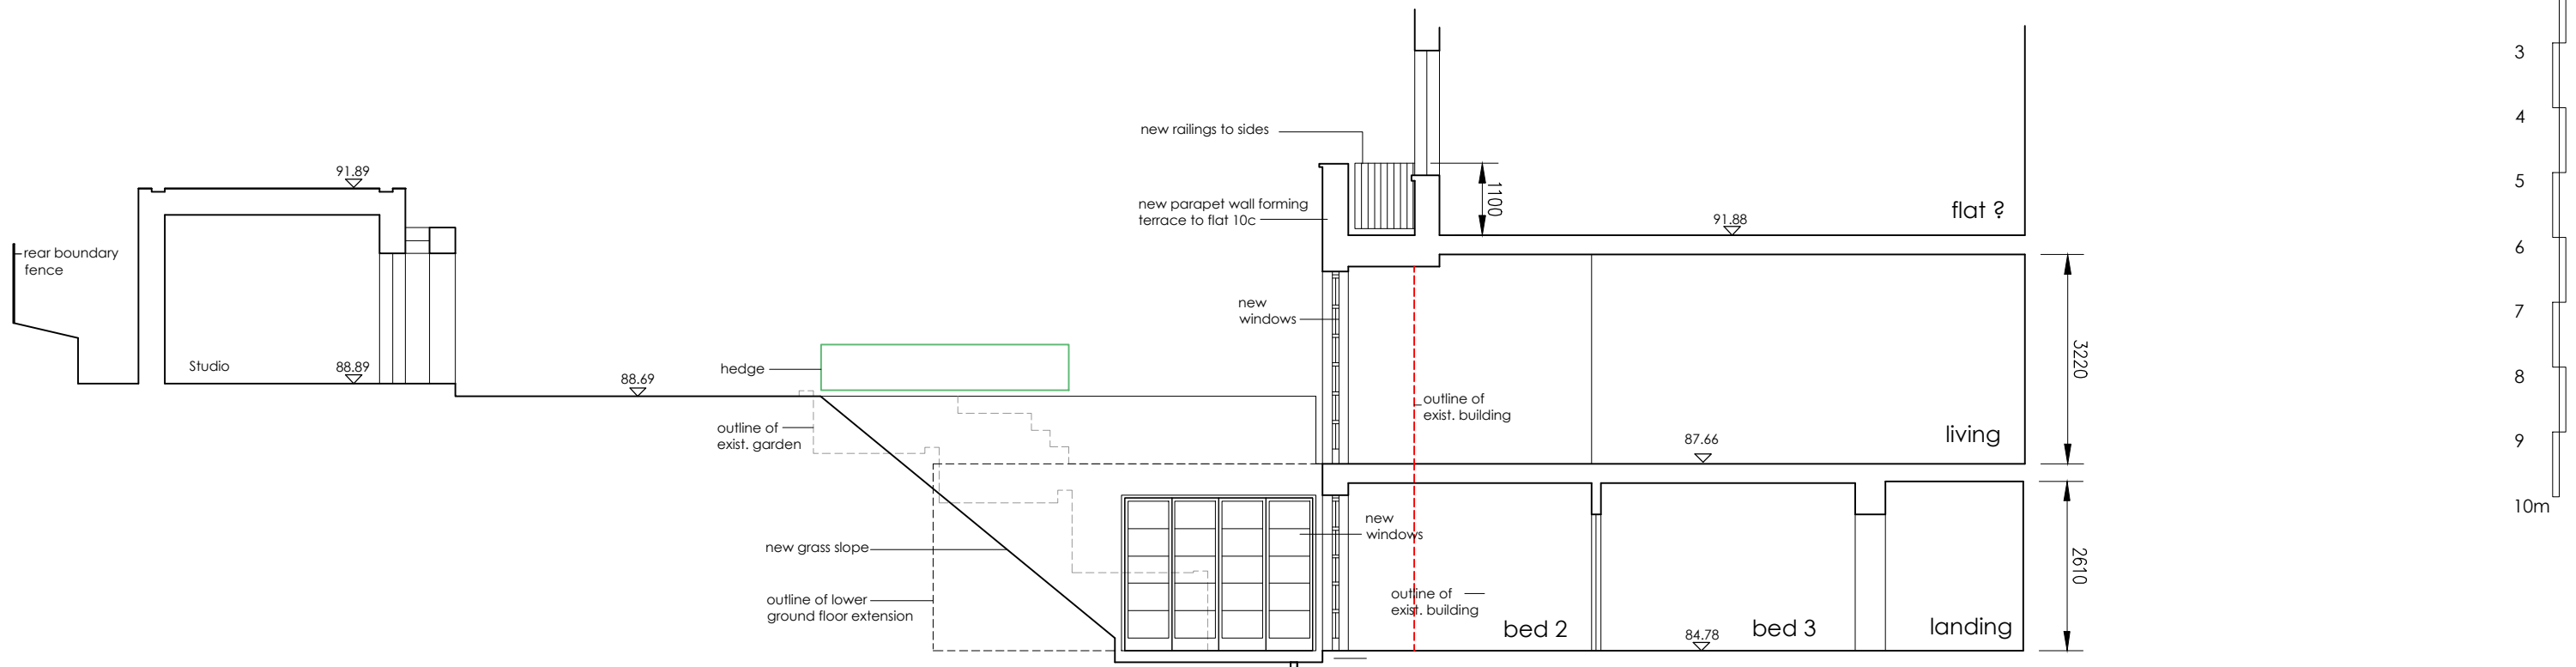 new railings to sides
91.89
1100
new parapet wall forming
terrace to flat 10c
91.88
flat ?
rear boundary
fence
new
windows
3220
Studio
88.89
hedge
88.69
outline of
exist. building
outline of
exist. garden
87.66
living
new
windows
new grass slope
2610
outline of lower
ground floor extension
outline of
exist. building
bed 2
84.78
bed 3
landing
3
4
5
6
7
8
9
10m